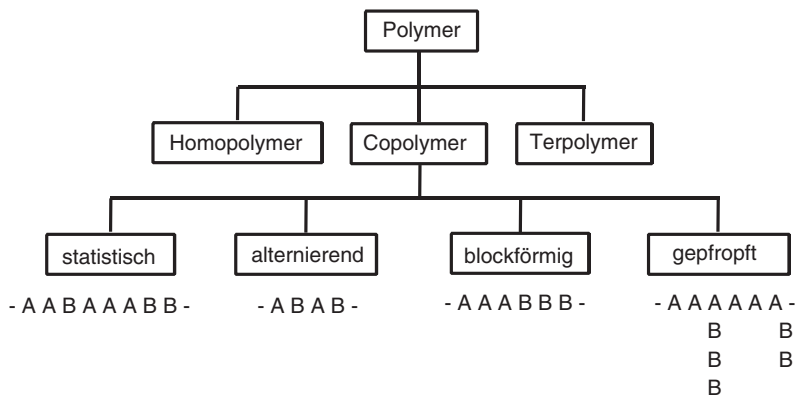 Polymer
Homopolymer
Copolymer
Terpolymer
statistisch
alternierend
blockförmig
gepfropft
- A A B A A A B B -
- A B A B -
- A A A B B B -
- A A A A A A -
B B
B B
B